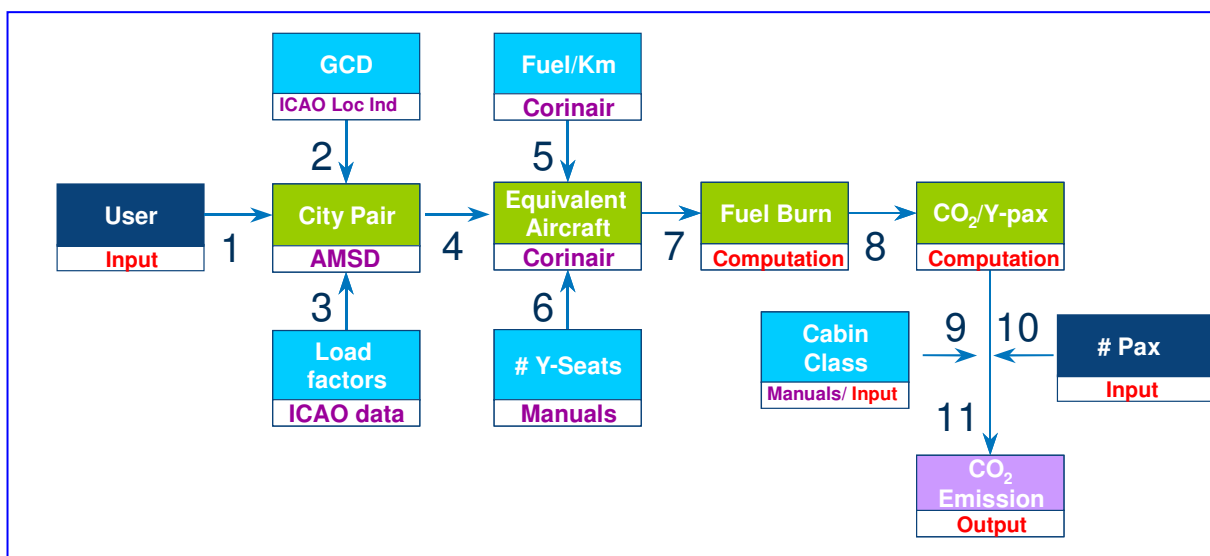 GCD
ICAO Loc Ind
Fuel/Km
Corinair
2
5
User
Input
1
City Pair
AMSD
4
Equivalent
Aircraft
Corinair
7
Fuel Burn
Computation
8
CO₂/Y-pax
Computation
3
6
Load
factors
ICAO data
# Y-Seats
Manuals
Cabin
Class
Manuals/ Input
9
10
# Pax
Input
11
CO₂
Emission
Output